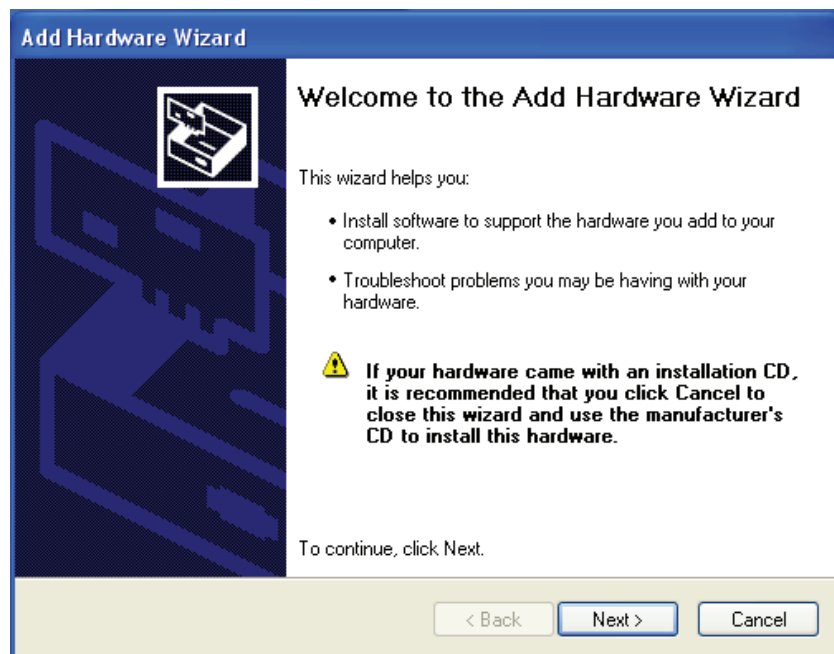 Add Hardware Wizard
Welcome to the Add Hardware Wizard
This wizard helps you:
• Install software to support the hardware you add to your
computer.
• Troubleshoot problems you may be having with your
hardware.
If your hardware came with an installation CD,
it is recommended that you click Cancel to
close this wizard and use the manufacturer's
CD to install this hardware.
To continue, click Next.
< Back Next > Cancel